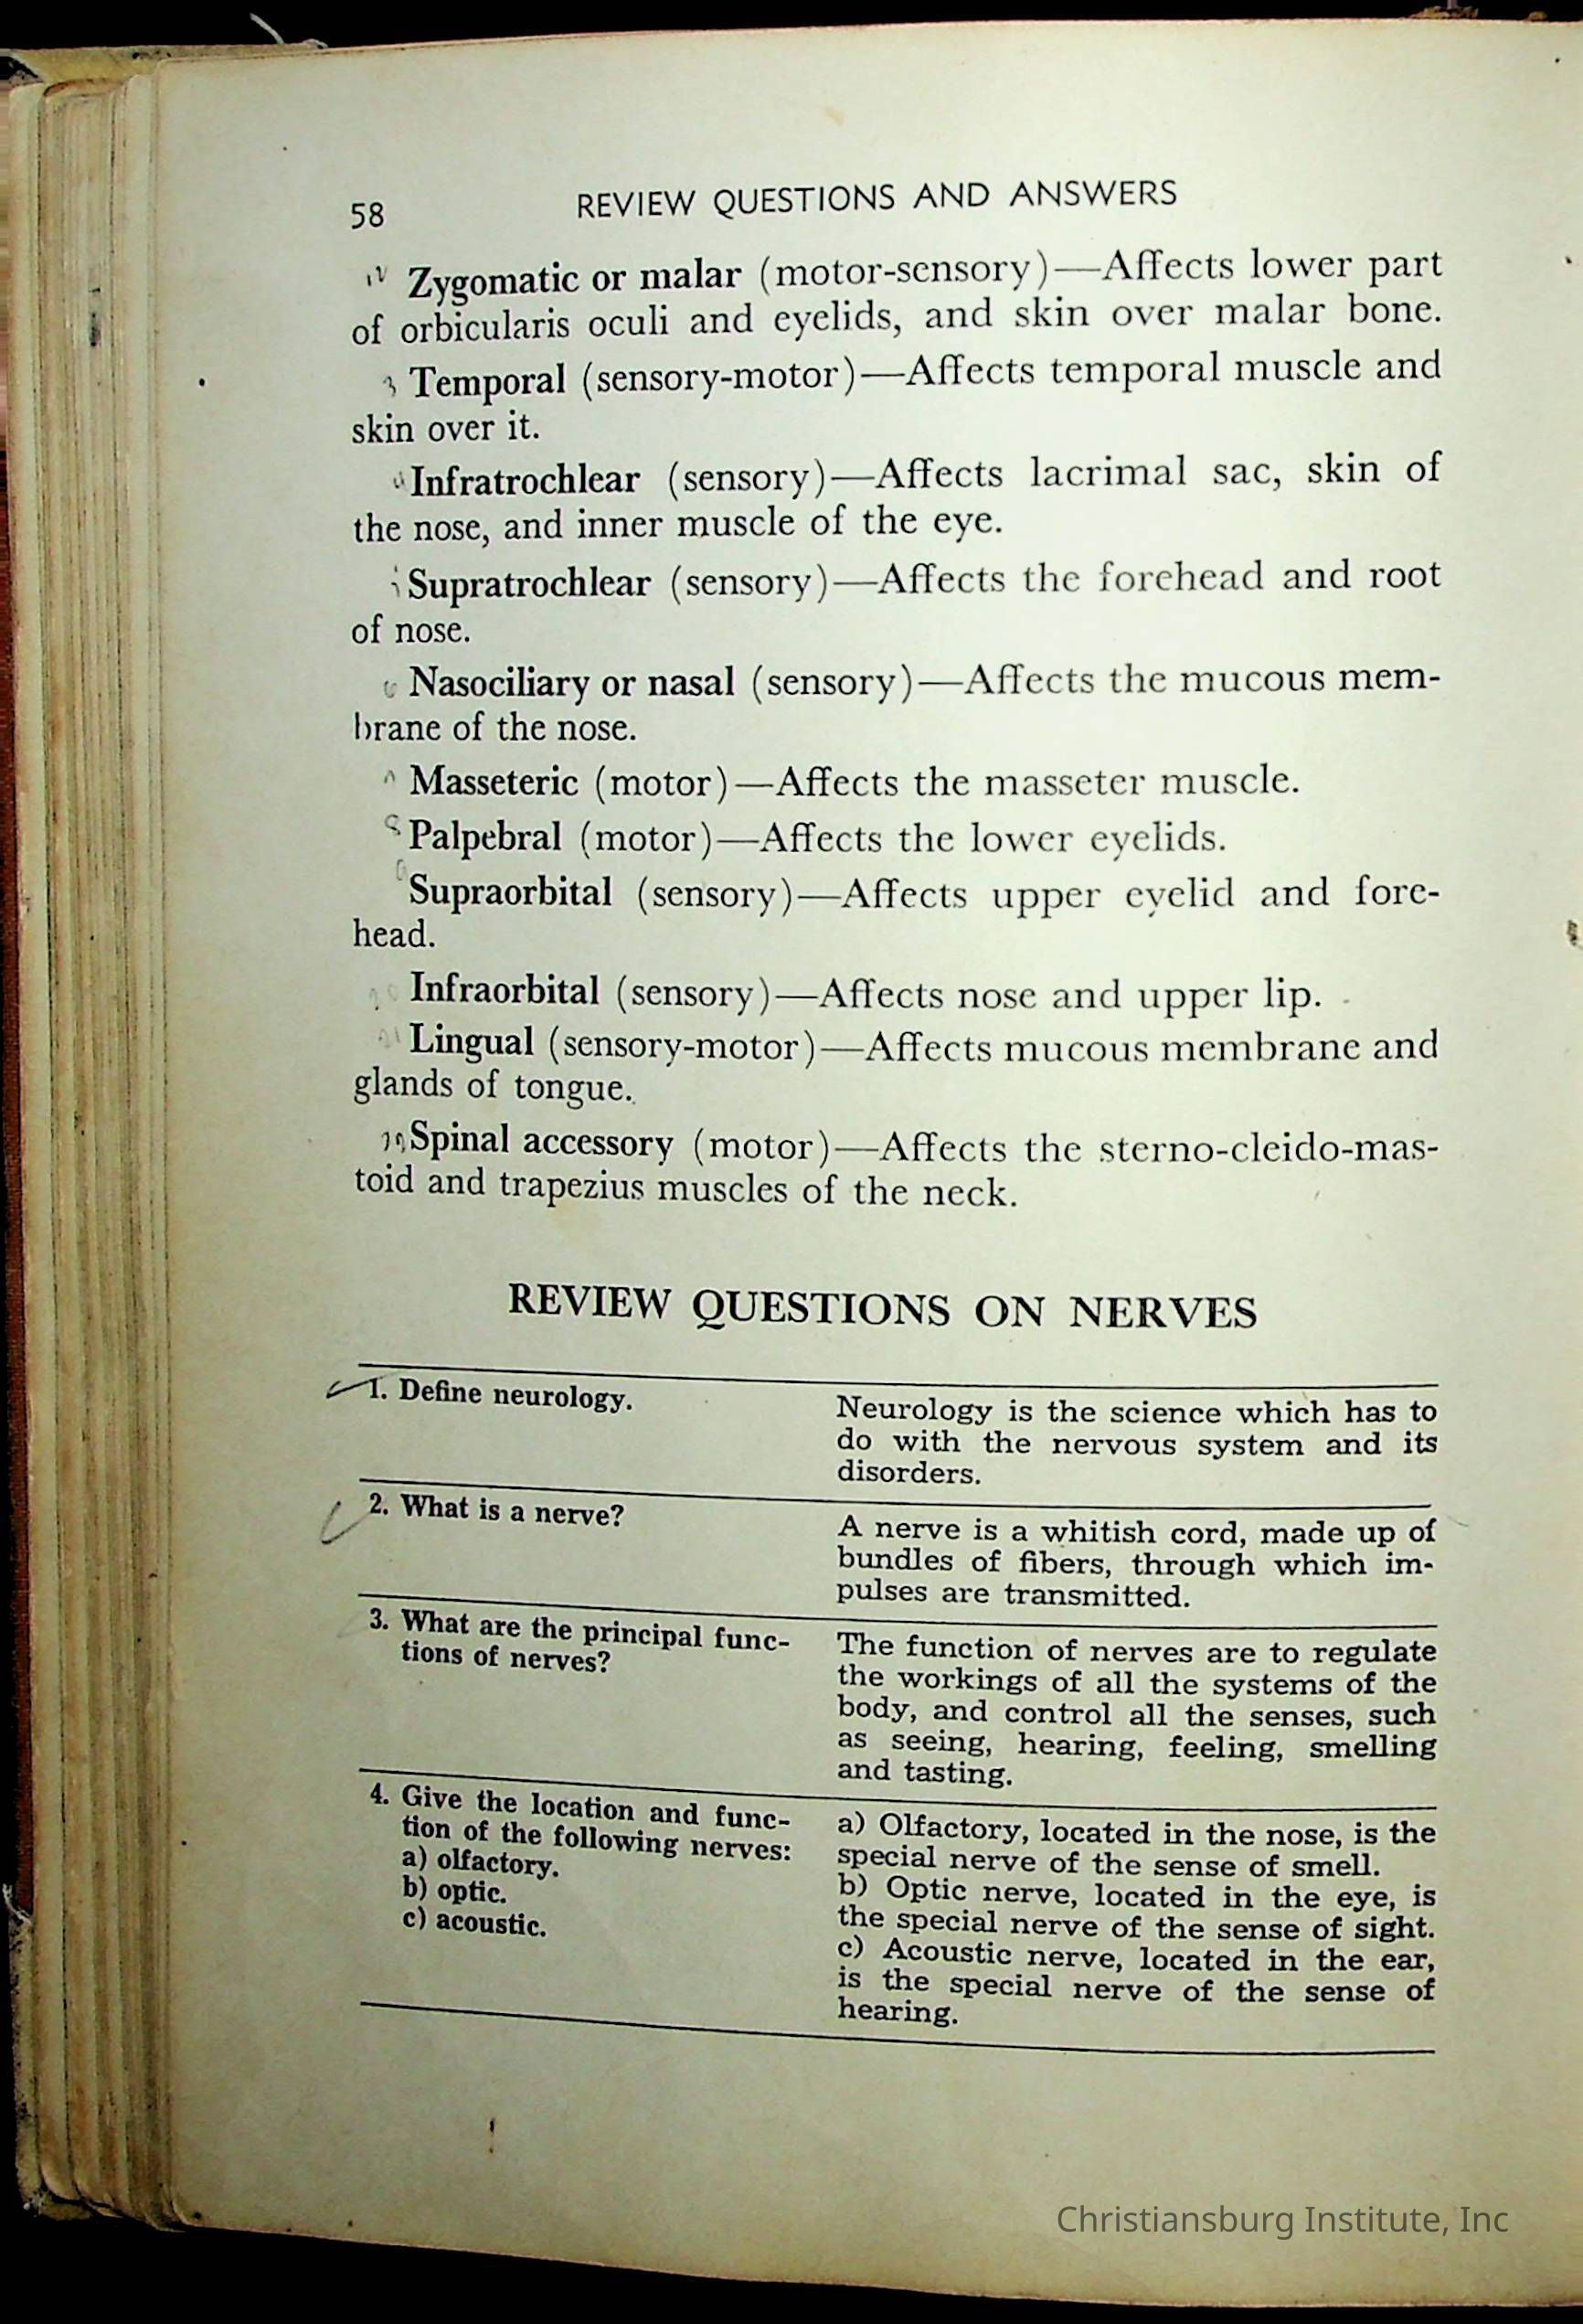 58 REVIEW QUESTIONS AND ANSWERS
Zygomatic or malar (motor-sensory)—Affects lower part
of orbicularis oculi and eyelids, and skin over malar bone.
3 Temporal (sensory-motor)—Affects temporal muscle and
skin over it.
Infratrochlear (sensory)—Affects lacrimal sac, skin of
the nose, and inner muscle of the eye.
Supratrochlear (sensory)—Affects the forehead and root
of nose.
Nasociliary or nasal (sensory)—Affects the mucous mem-
brane of the nose.
Masseteric (motor)—Affects the masseter muscle.
Palpebral (motor)—Affects the lower eyelids.
Supraorbital (sensory)—Affects upper eyelid and fore-
head.
Infraorbital (sensory)—Affects nose and upper lip.
Lingual (sensory-motor)—Affects mucous membrane and
glands of tongue.
Spinal accessory (motor)—Affects the sterno-cleido-mas-
toid and trapezius muscles of the neck.
REVIEW QUESTIONS ON NERVES
1. Define neurology.
Neurology is the science which has to
do with the nervous system and its
disorders.
2. What is a nerve?
A nerve is a whitish cord, made up of
bundles of fibers, through which im-
pulses are transmitted.
3. What are the principal func-
tions of nerves?
The function of nerves are to regulate
the workings of all the systems of the
body, and control all the senses, such
as seeing, hearing, feeling, smelling
and tasting.
4. Give the location and func-
tion of the following nerves:
a) olfactory.
b) optic.
c) acoustic.
a) Olfactory, located in the nose, is the
special nerve of the sense of smell.
b) Optic nerve, located in the eye, is
the special nerve of the sense of sight.
c) Acoustic nerve, located in the ear,
is the special nerve of the sense of
hearing.
Christiansburg Institute, Inc